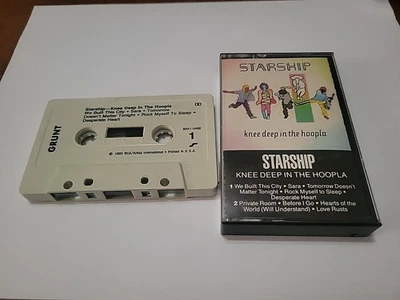 GRUNT
Starship—Knee Deep In The Hoopla
We Built This City • Sara • Tomorrow
Doesn't Matter Tonight • Rock Myself To Sleep •
Desperate Heart
1
Printed in U.S.A.
STARSHIP
knee deep in the hoopla
STARSHIP
KNEE DEEP IN THE HOOPLA
1 We Built This City • Sara • Tomorrow Doesn't
Matter Tonight • Rock Myself to Sleep •
Desperate Heart
2 Private Room • Before I Go • Hearts of the
World (Will Understand) • Love Rusts